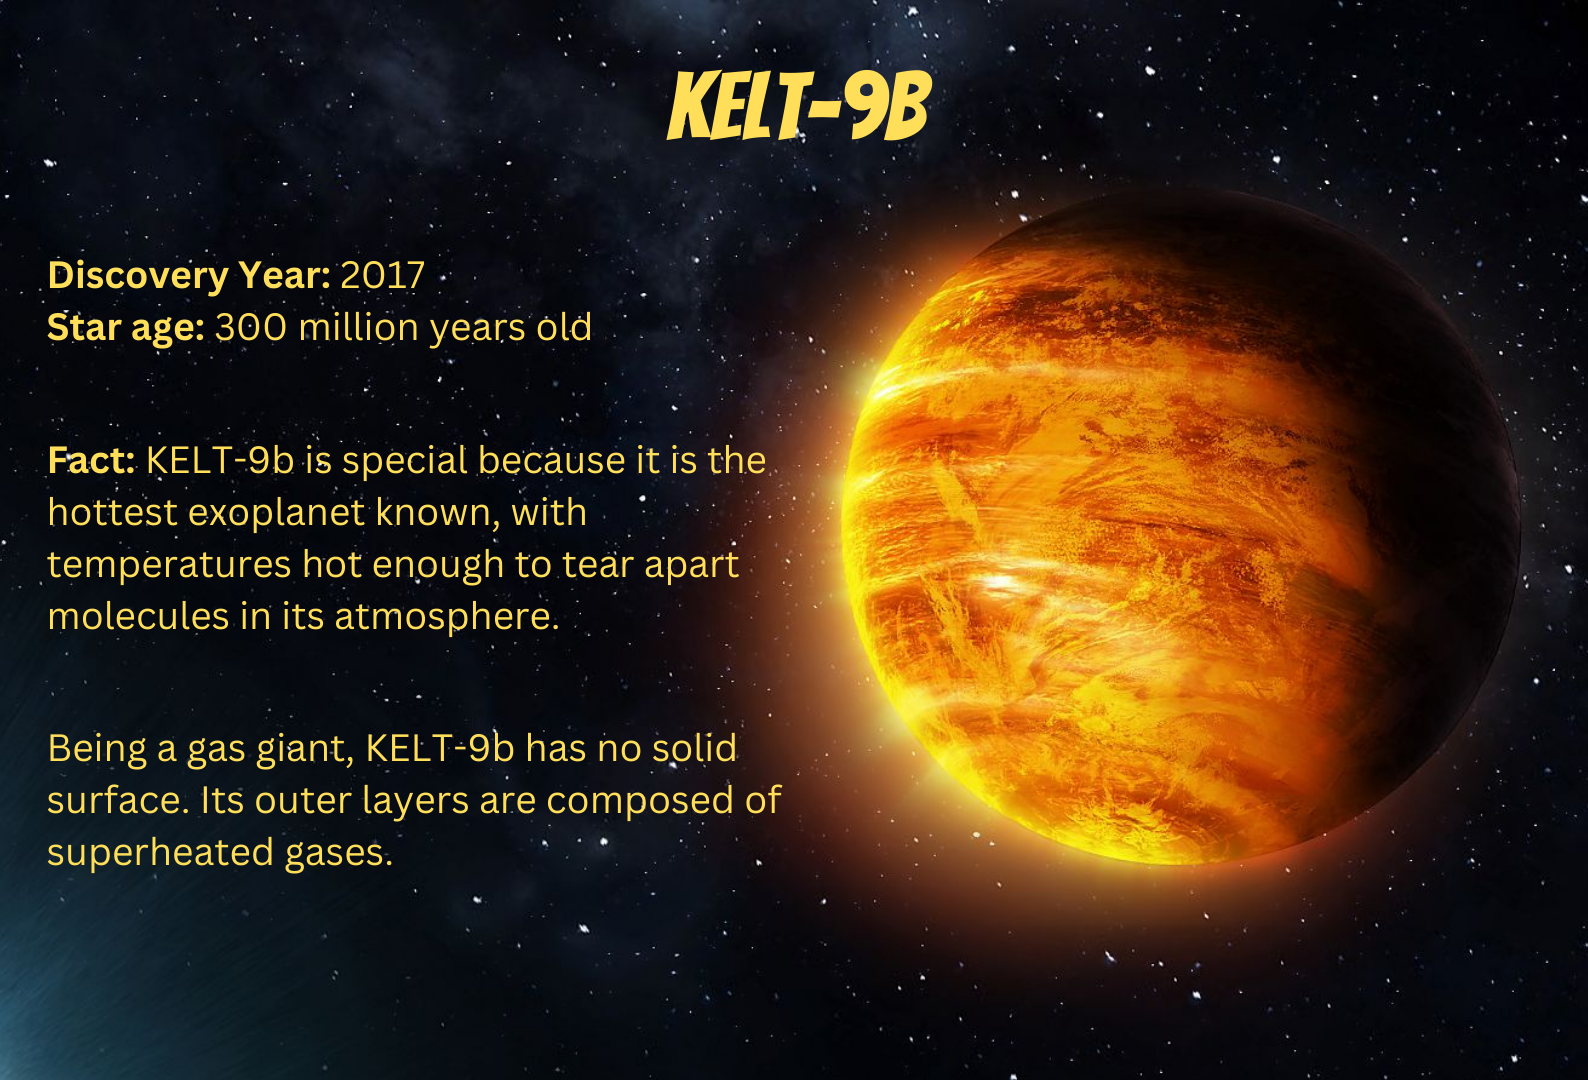 KELT-9B
Discovery Year: 2017
Star age: 300 million years old
Fact: KELT-9b is special because it is the
hottest exoplanet known, with
temperatures hot enough to tear apart
molecules in its atmosphere.
Being a gas giant, KELT-9b has no solid
surface. Its outer layers are composed of
superheated gases.